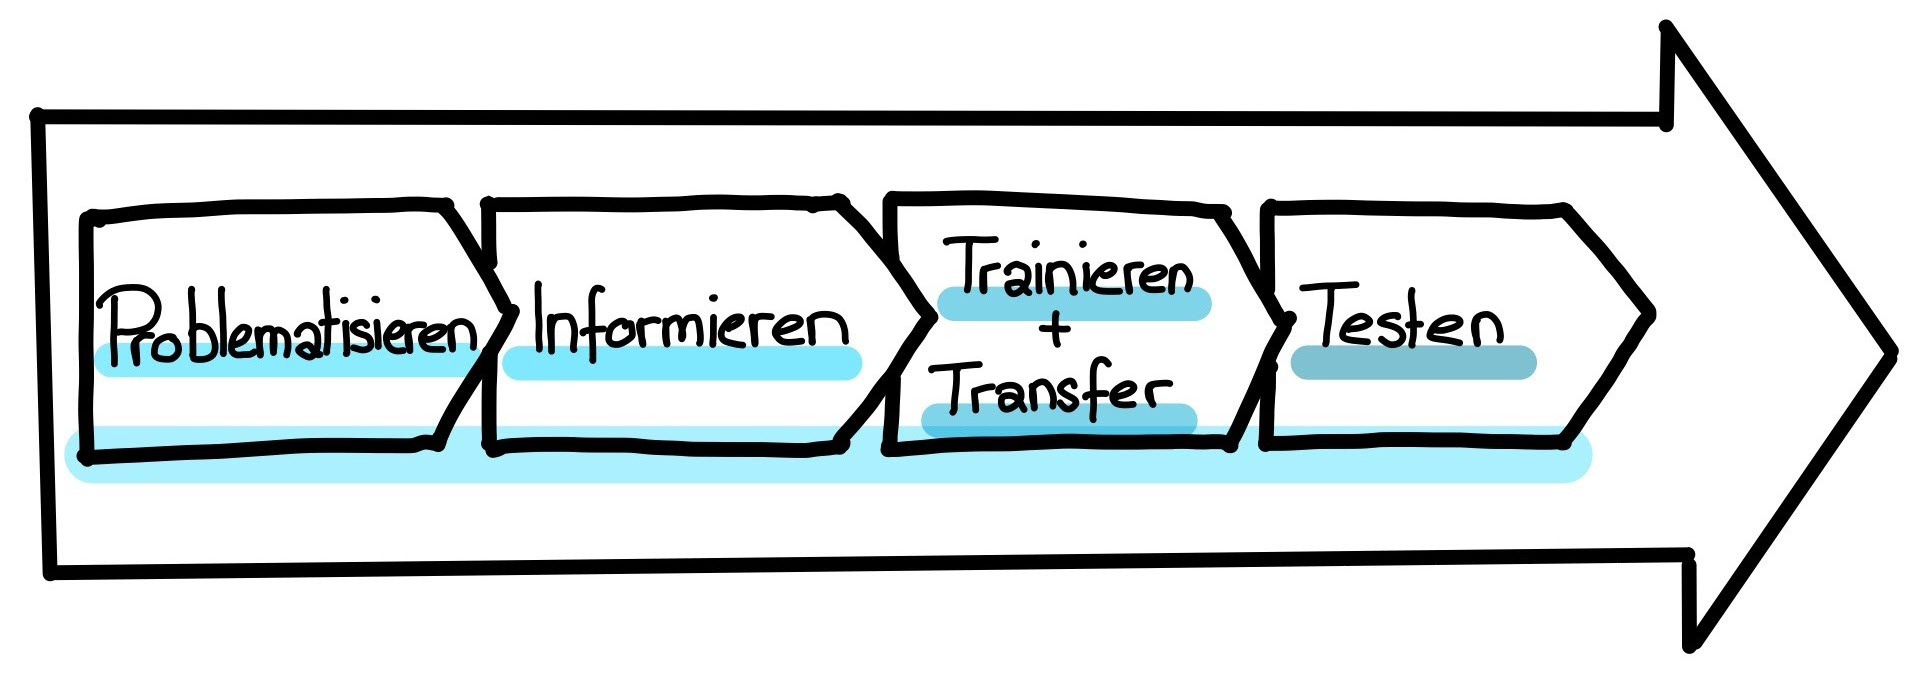 Problematisieren
Informieren
Trainieren
+
Transfer
Testen